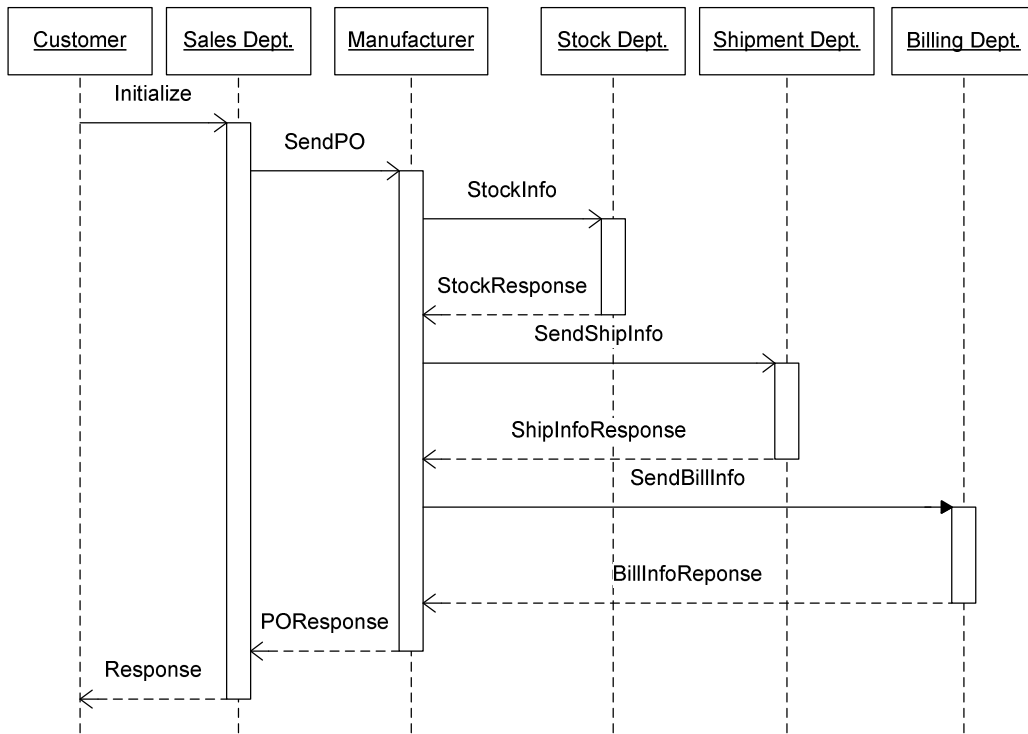 Customer
Sales Dept.
Manufacturer
Stock Dept.
Shipment Dept.
Billing Dept.
Initialize
SendPO
StockInfo
StockResponse
SendShipInfo
ShipInfoResponse
SendBillInfo
BillInfoReponse
POResponse
Response